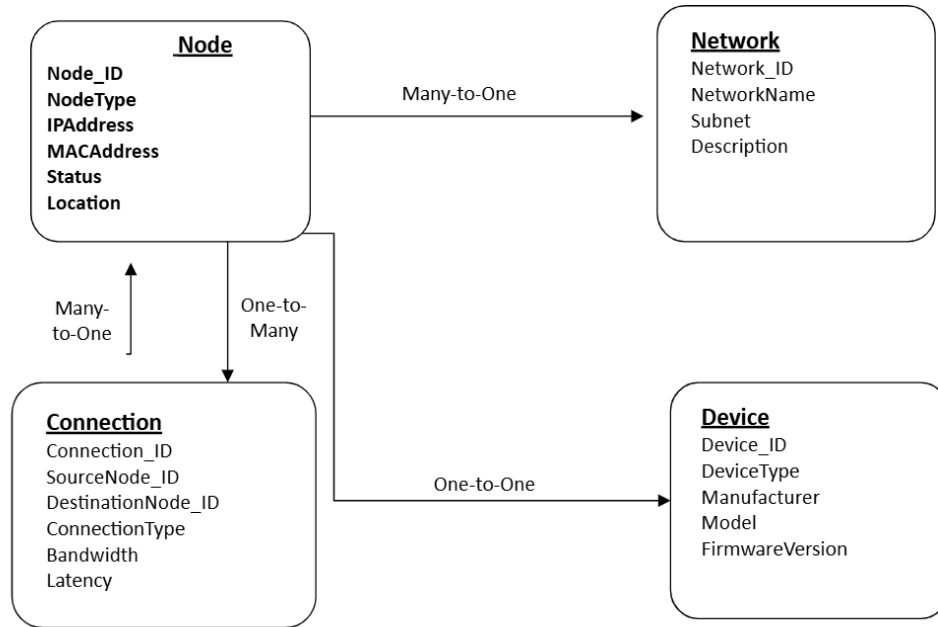 Node
Node_ID
NodeType
IPAddress
MACAddress
Status
Location
Many-to-One
Network
Network_ID
NetworkName
Subnet
Description
Many-
to-One
One-to-
Many
Connection
Connection_ID
SourceNode_ID
DestinationNode_ID
ConnectionType
Bandwidth
Latency
One-to-One
Device
Device_ID
DeviceType
Manufacturer
Model
FirmwareVersion